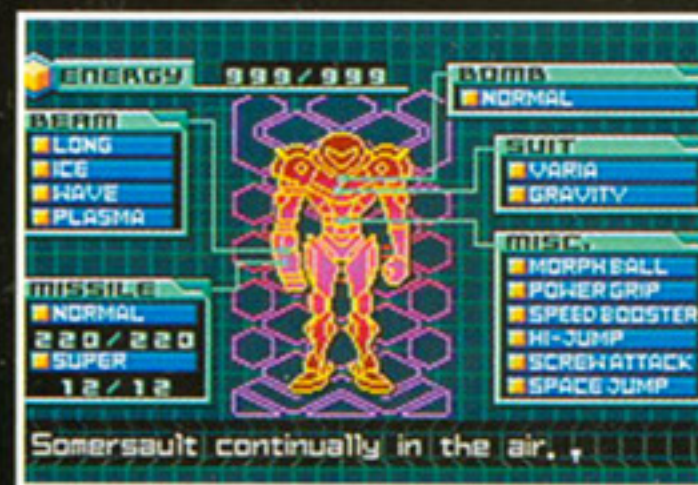 ENERGY 999/999
BEAM
LONG
ICE
WAVE
PLASMA
MISSILE
NORMAL
220/220
SUPER
12/12
BOMB
NORMAL
SUIT
VARIA
GRAVITY
MISC.
MORPH BALL
POWER GRIP
SPEED BOOSTER
HI-JUMP
SCREW ATTACK
SPACE JUMP
Somersault continually in the air.